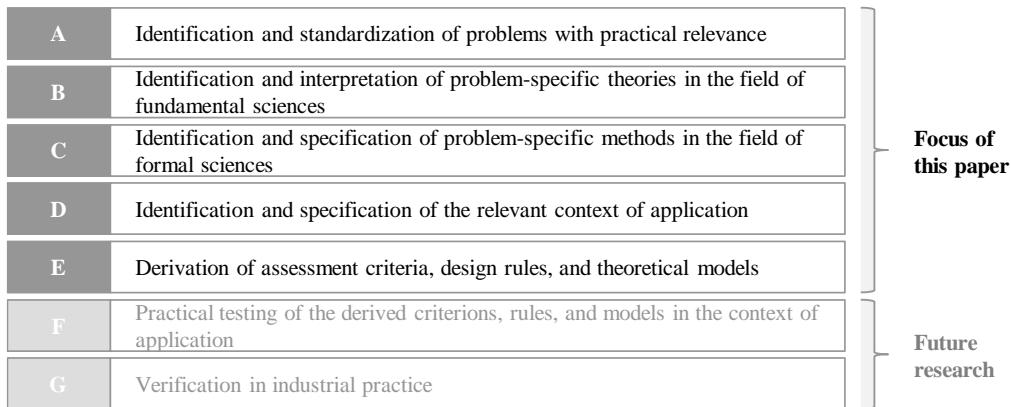 A
Identification and standardization of problems with practical relevance
B
Identification and interpretation of problem-specific theories in the field of
fundamental sciences
C
Identification and specification of problem-specific methods in the field of
formal sciences
D
Identification and specification of the relevant context of application
E
Derivation of assessment criteria, design rules, and theoretical models
Focus of
this paper
F
Practical testing of the derived criterions, rules, and models in the context of
application
G
Verification in industrial practice
Future
research